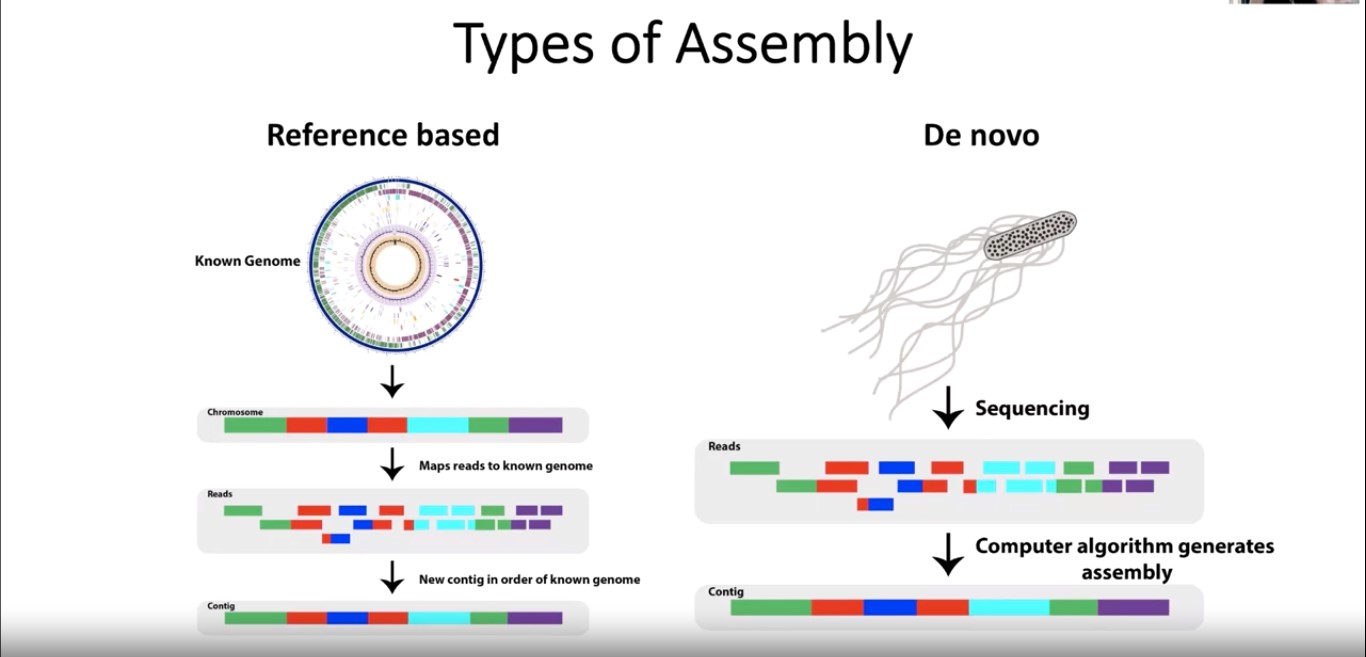 Types of Assembly
Reference based
Known Genome
Chromosome
Maps reads to known genome
Reads
New contig in order of known genome
Contig
De novo
Sequencing
Reads
Computer algorithm generates
assembly
Contig